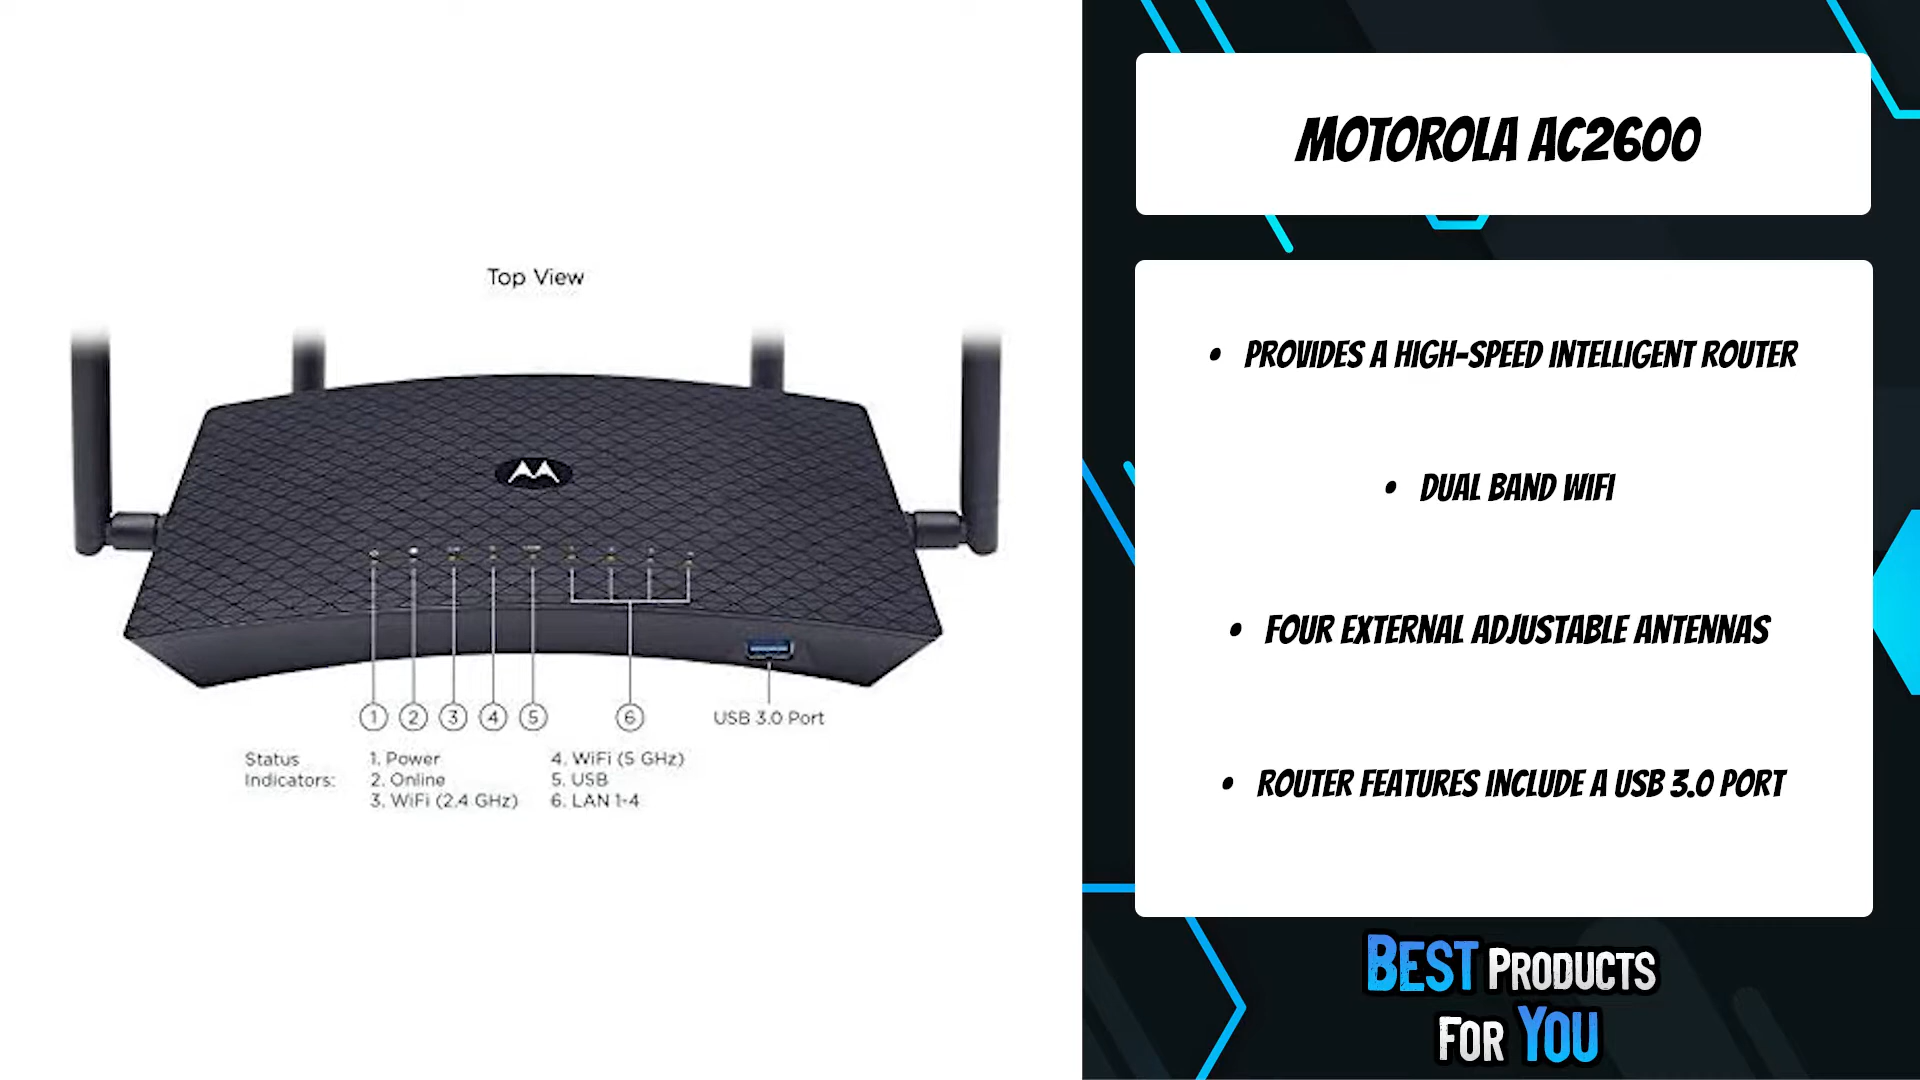 Top View
1 2 3 4 5 6 USB 3.0 Port
Status Indicators:
1. Power
2. Online
3. WiFi (2.4 GHz)
4. WiFi (5 GHz)
5. USB
6. LAN 1-4
MOTOROLA AC2600
• PROVIDES A HIGH-SPEED INTELLIGENT ROUTER
• DUAL BAND WIFI
• FOUR EXTERNAL ADJUSTABLE ANTENNAS
• ROUTER FEATURES INCLUDE A USB 3.0 PORT
BEST PRODUCTS
FOR YOU